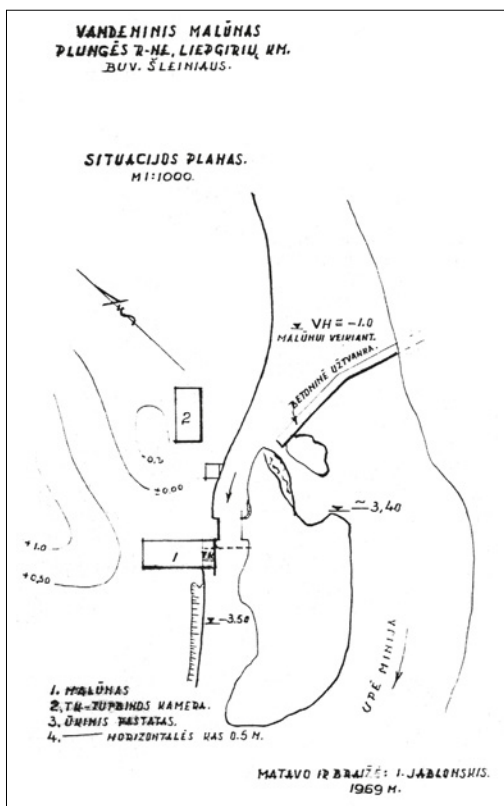 VANDENINIS MALŪNAS
PLUNGĖS R-NE, LIEPGIRIŲ KM.
BUV. ŠLEINIAUS.
SITUACIJOS PLANAS.
M 1:1000.
VH = -1.0
MALŪNUI VEIKIANT.
BETONINĖ UŽTVANKA.
2
+0,5
±0,00
≈ 3,40
+1.0
+0,50
1
TK
-3.50
UPĖ MINIJA
1. MALŪNAS
2. TK-TURBINOS KAMERA.
3. ŪKINIS PASTATAS.
4. HORIZONTALĖS KAS 0.5 M.
MATAVO IR BRAIŽĖ: I. JABLONSKIS.
1969 M.